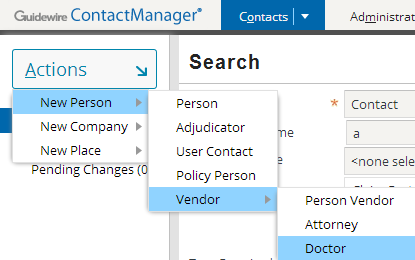 Guidewire ContactManager®
Contacts
Administra
Actions
Search
New Person
New Company
New Place
Pending Changes (0
Person
Adjudicator
User Contact
Policy Person
Vendor
Person Vendor
Attorney
Doctor
* Contact
me a
e <none sele